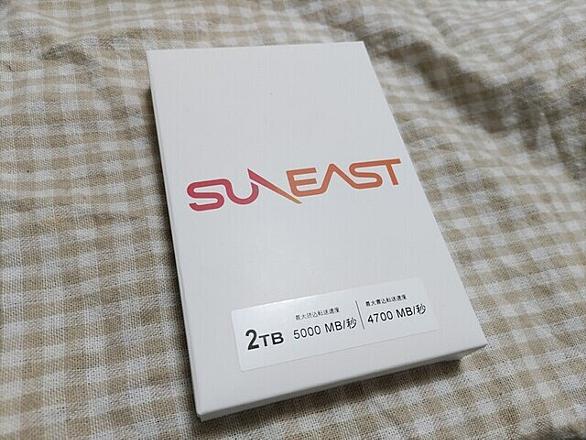 SUNEAST
2TB
最大読込転送速度
5000 MB/秒
最大書込転送速度
4700 MB/秒